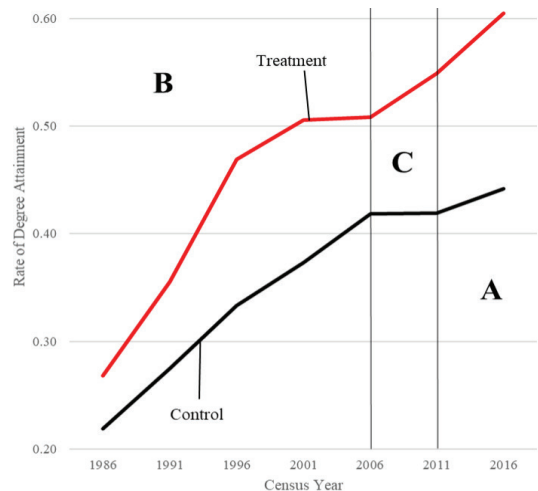 0.60
B
Treatment
0.50
C
Rate of Degree Attainment
0.40
A
0.30
Control
0.20
1986 1991 1996 2001 2006 2011 2016
Census Year